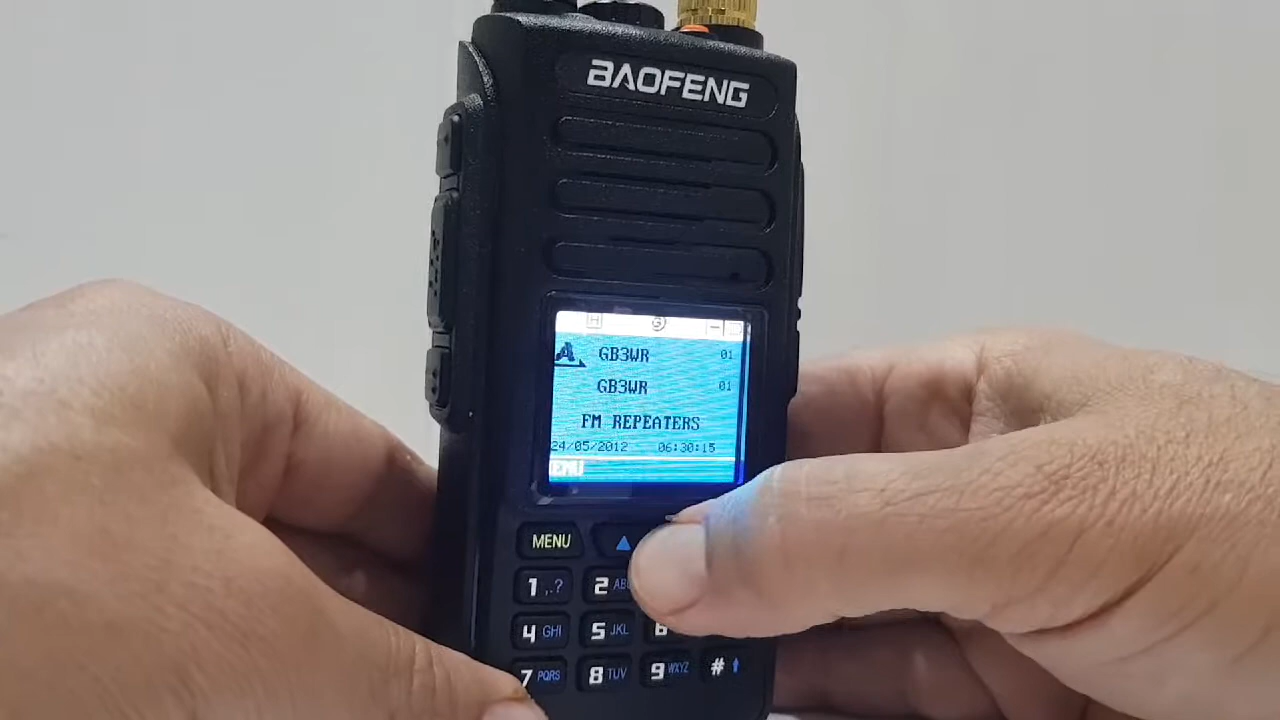 BAOFENG
H
A GB3WR 01
GB3WR 01
FM REPEATERS
24/05/2012 06:30:15
MENU
1 ,.? 2
4 GHI 5 JKL 6
7 PQRS 8 TUV 9 WXYZ #